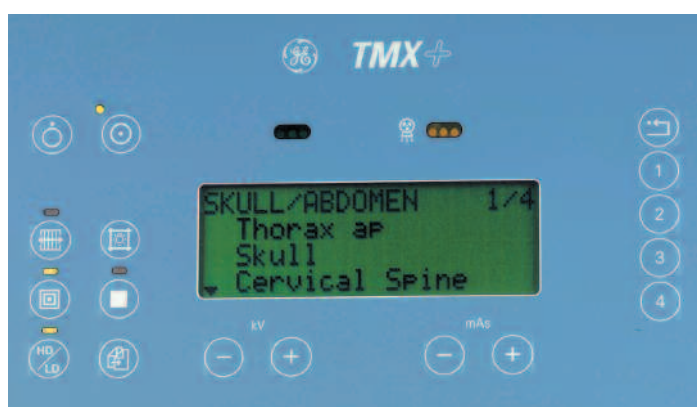 GE TMX+
SKULL/ABDOMEN 1/4
Thorax ap
Skull
Cervical Spine
kV
mAs
HD/LD
1
2
3
4